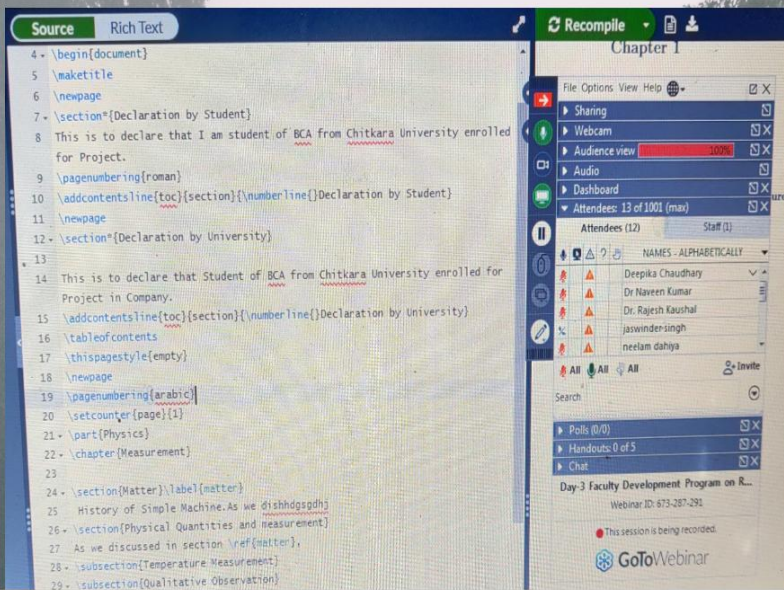 Source
Rich Text
Recompile
4 \begin{document}
5 \maketitle
6 \newpage
7 \section*{Declaration by Student}
8 This is to declare that I am student of BCA from Chitkara University enrolled
for Project.
9 \pagenumbering{roman}
10 \addcontentsline{toc}{section}{\numberline{}Declaration by Student}
11 \newpage
12 \section*{Declaration by University}
13
14 This is to declare that Student of BCA from Chitkara University enrolled for
Project in Company.
15 \addcontentsline{toc}{section}{\numberline{}Declaration by University}
16 \tableofcontents
17 \thispagestyle{empty}
18 \newpage
19 \pagenumbering{arabic}
20 \setcounter{page}{1}
21 \part{Physics}
22 \chapter{Measurement}
23
24 \section{Matter}\label{matter}
25 History of Simple Machine.As we dishhdgsgdhj
26 \section{Physical Quantities and measurement}
27 As we discussed in section \ref{matter},
28 \subsection{Temperature Measurement}
29 \subsection{Qualitative Observation}
Chapter 1
File Options View Help
Sharing
Webcam
Audience view 100%
Audio
Dashboard
Attendees: 13 of 1001 (max)
Attendees (12) Staff (1)
NAMES - ALPHABETICALLY
Deepika Chaudhary
Dr Naveen Kumar
Dr. Rajesh Kaushal
jaswinder singh
neelam dahiya
All All All Invite
Search
Polls (0/0)
Handouts: 0 of 5
Chat
Day-3 Faculty Development Program on R...
Webinar ID: 673-287-291
This session is being recorded.
GoToWebinar